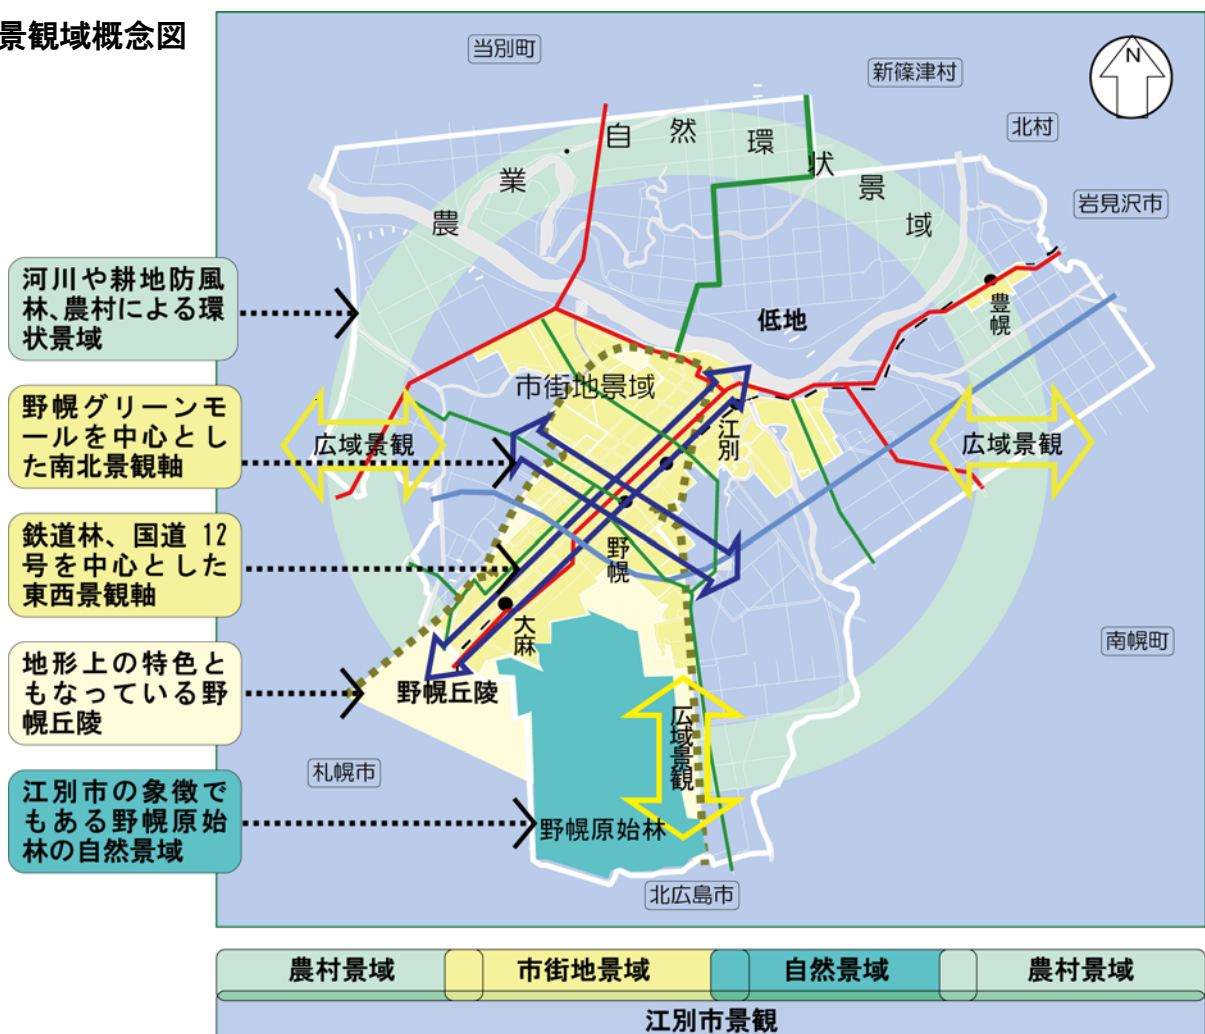 景観域概念図
N
当別町
新篠津村
北村
岩見沢市
農業自然環状景域
河川や耕地防風
林、農村による環
状景域
豊幌
低地
市街地景域
野幌グリーンモ
ールを中心とし
た南北景観軸
江別
広域景観
広域景観
鉄道林、国道 12
号を中心とした
東西景観軸
野幌
大麻
南幌町
地形上の特色と
もなっている野
幌丘陵
野幌丘陵
広域景観
札幌市
江別市の象徴で
もある野幌原始
林の自然景域
野幌原始林
北広島市
農村景域
市街地景域
自然景域
農村景域
江別市景観